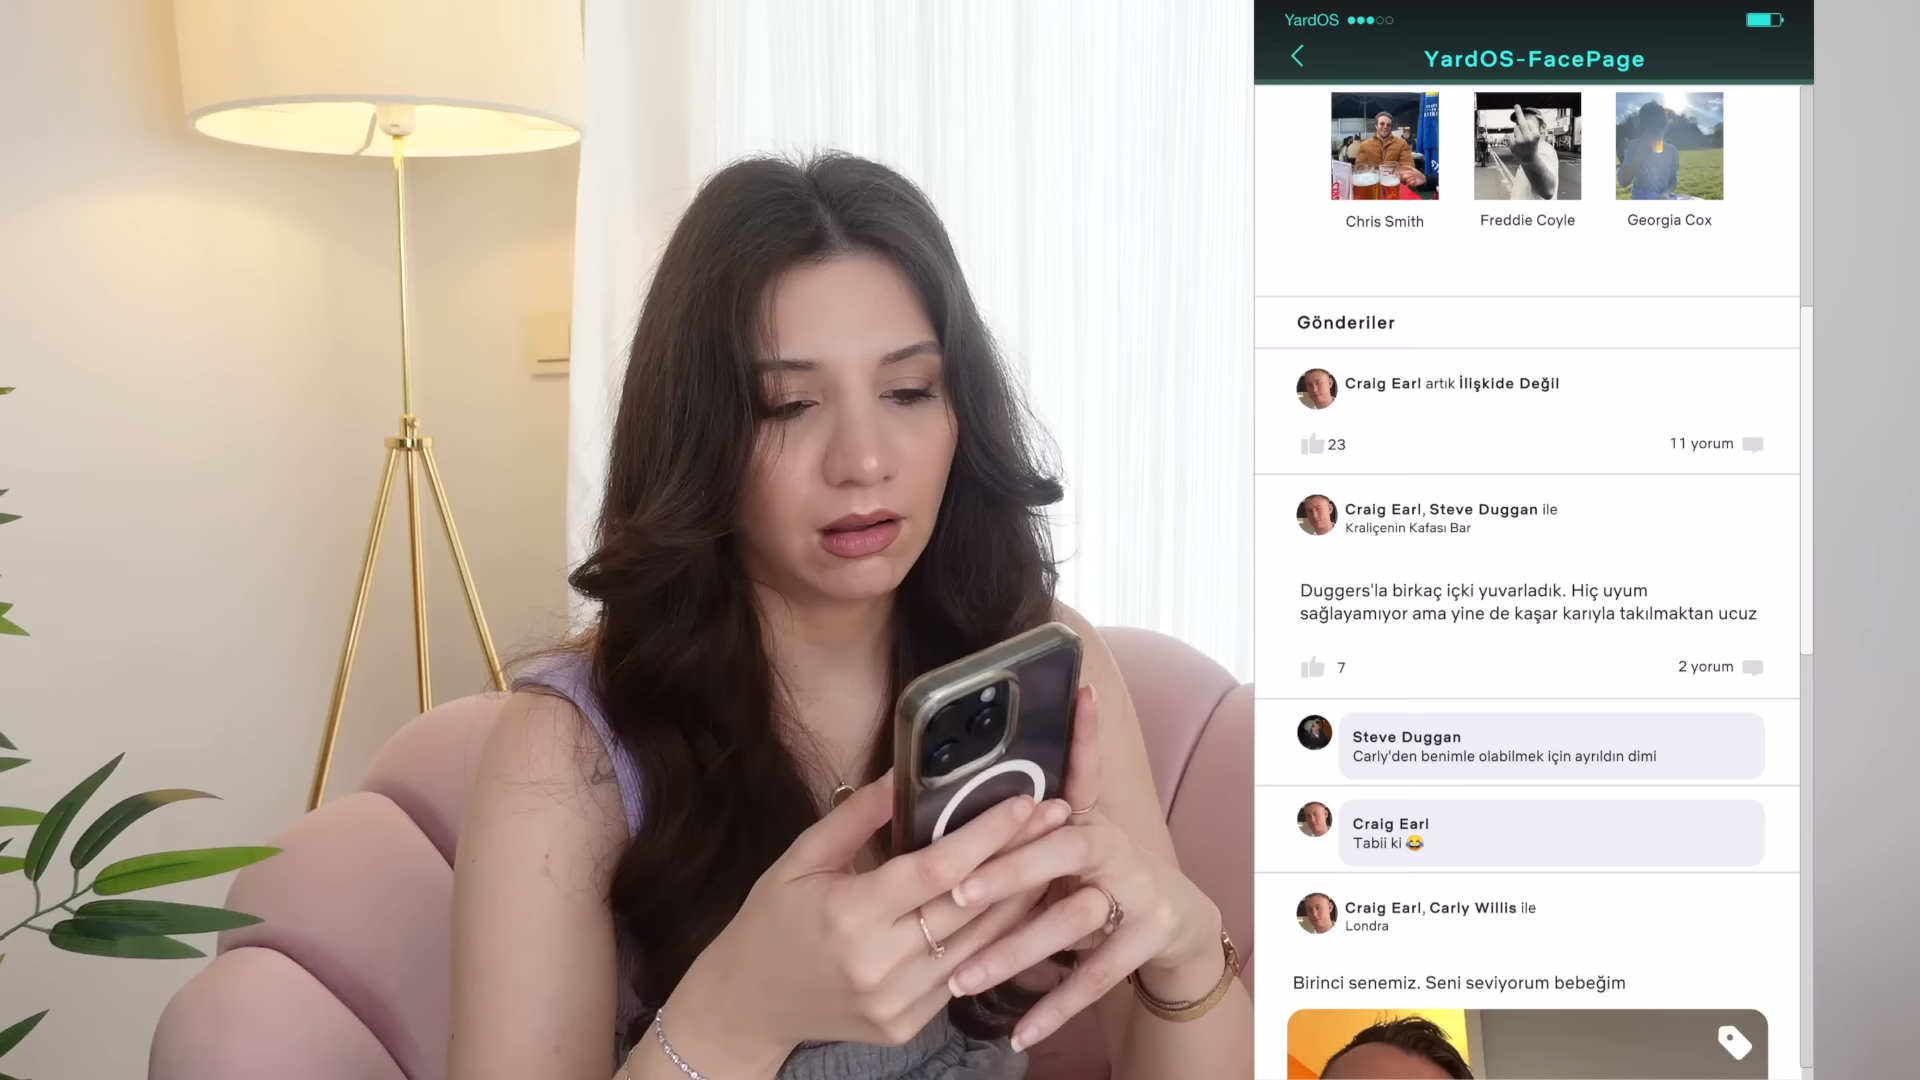 YardOS
YardOS-FacePage
Chris Smith
Freddie Coyle
Georgia Cox
Gönderiler
Craig Earl artık İlişkide Değil
23
11 yorum
Craig Earl, Steve Duggan ile
Kraliçenin Kafası Bar
Duggers'la birkaç içki yuvarladık. Hiç uyum
sağlayamıyor ama yine de kaşar karıyla takılmaktan ucuz
7
2 yorum
Steve Duggan
Carly'den benimle olabilmek için ayrıldın dimi
Craig Earl
Tabii ki 😂
Craig Earl, Carly Willis ile
Londra
Birinci senemiz. Seni seviyorum bebeğim